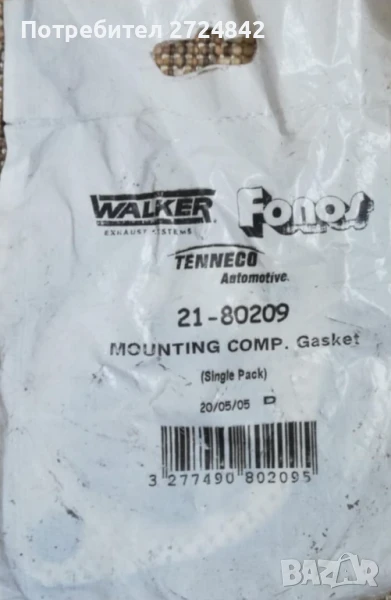 Потребител 2724842
WALKER
EXHAUST SYSTEMS
Fonos
TENNECO
Automotive.
21-80209
MOUNTING COMP. Gasket
(Single Pack)
20/05/05 D
3 277490 802095
BAZAR